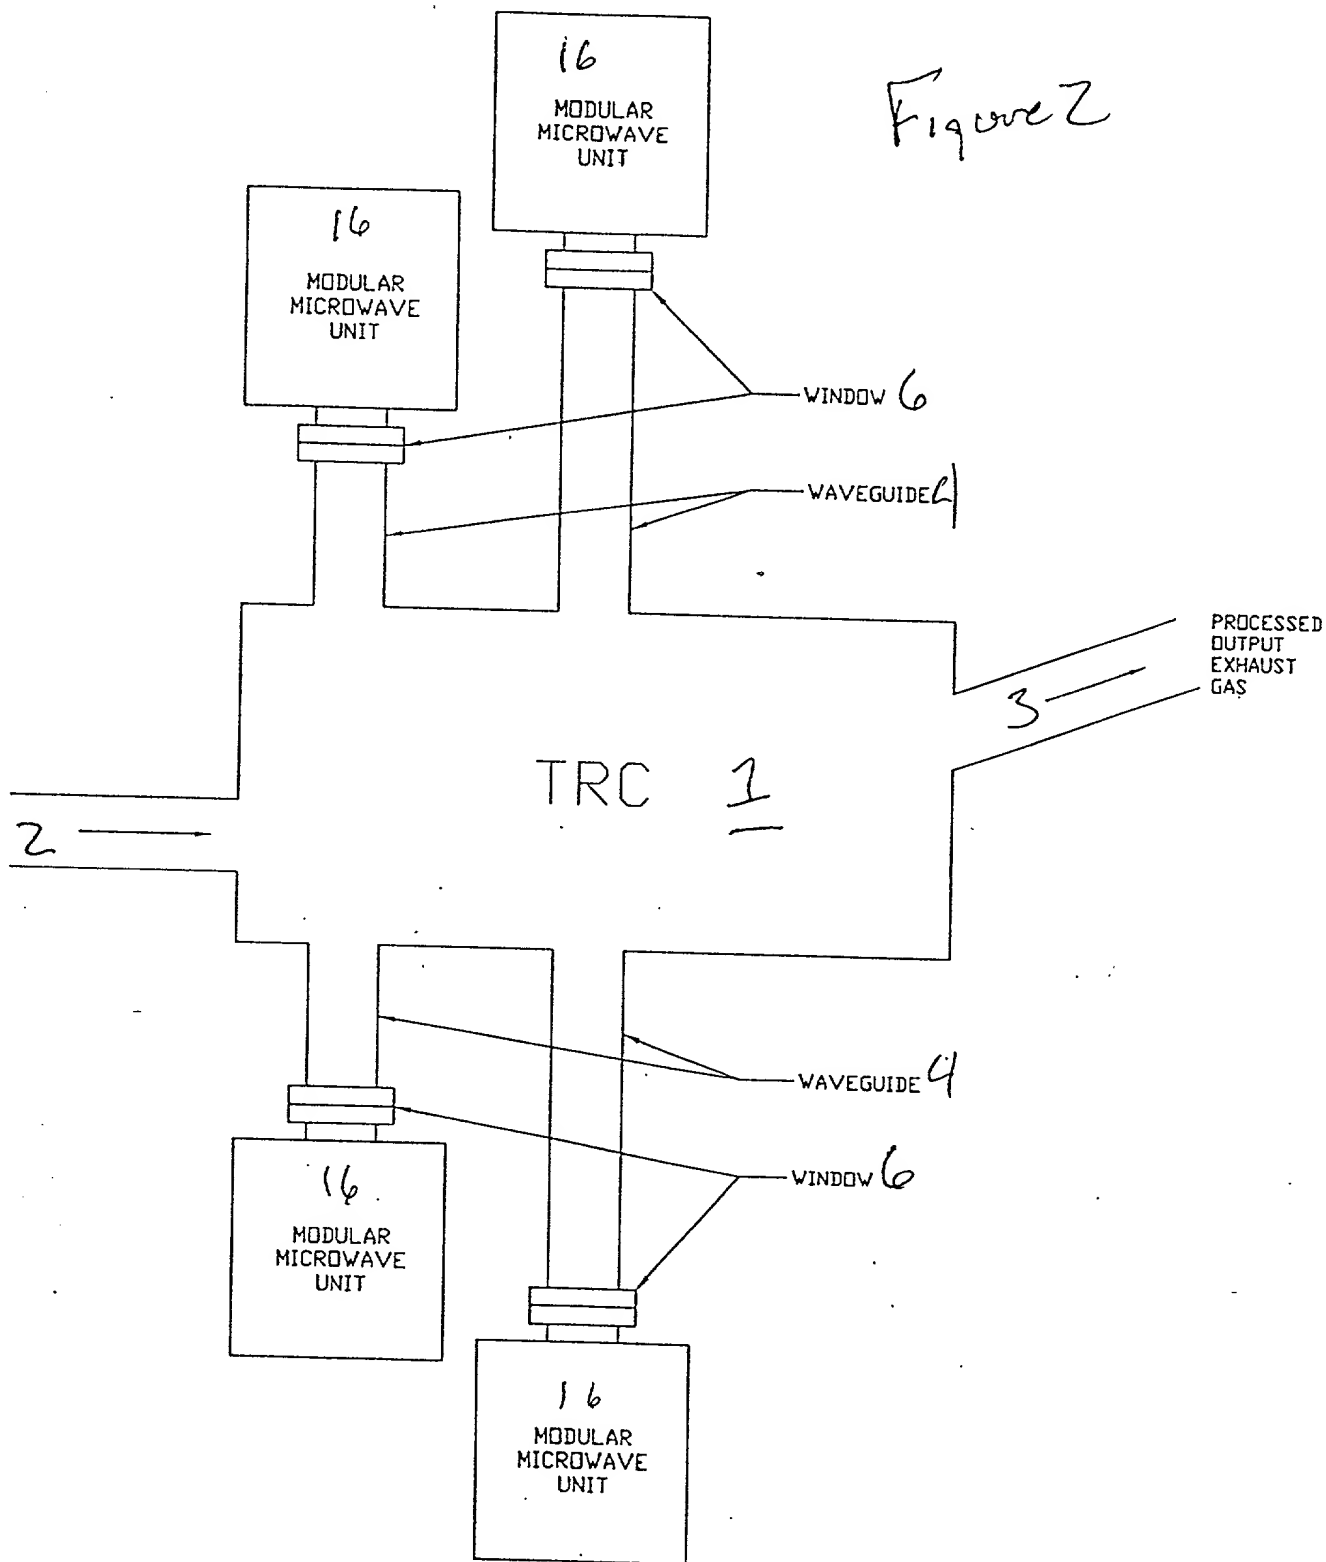 16
MODULAR
MICROWAVE
UNIT
Figure 2
16
MODULAR
MICROWAVE
UNIT
WINDOW 6
WAVEGUIDE 4
PROCESSED
OUTPUT
EXHAUST
GAS
3
TRC 1
2
WAVEGUIDE 4
WINDOW 6
16
MODULAR
MICROWAVE
UNIT
16
MODULAR
MICROWAVE
UNIT